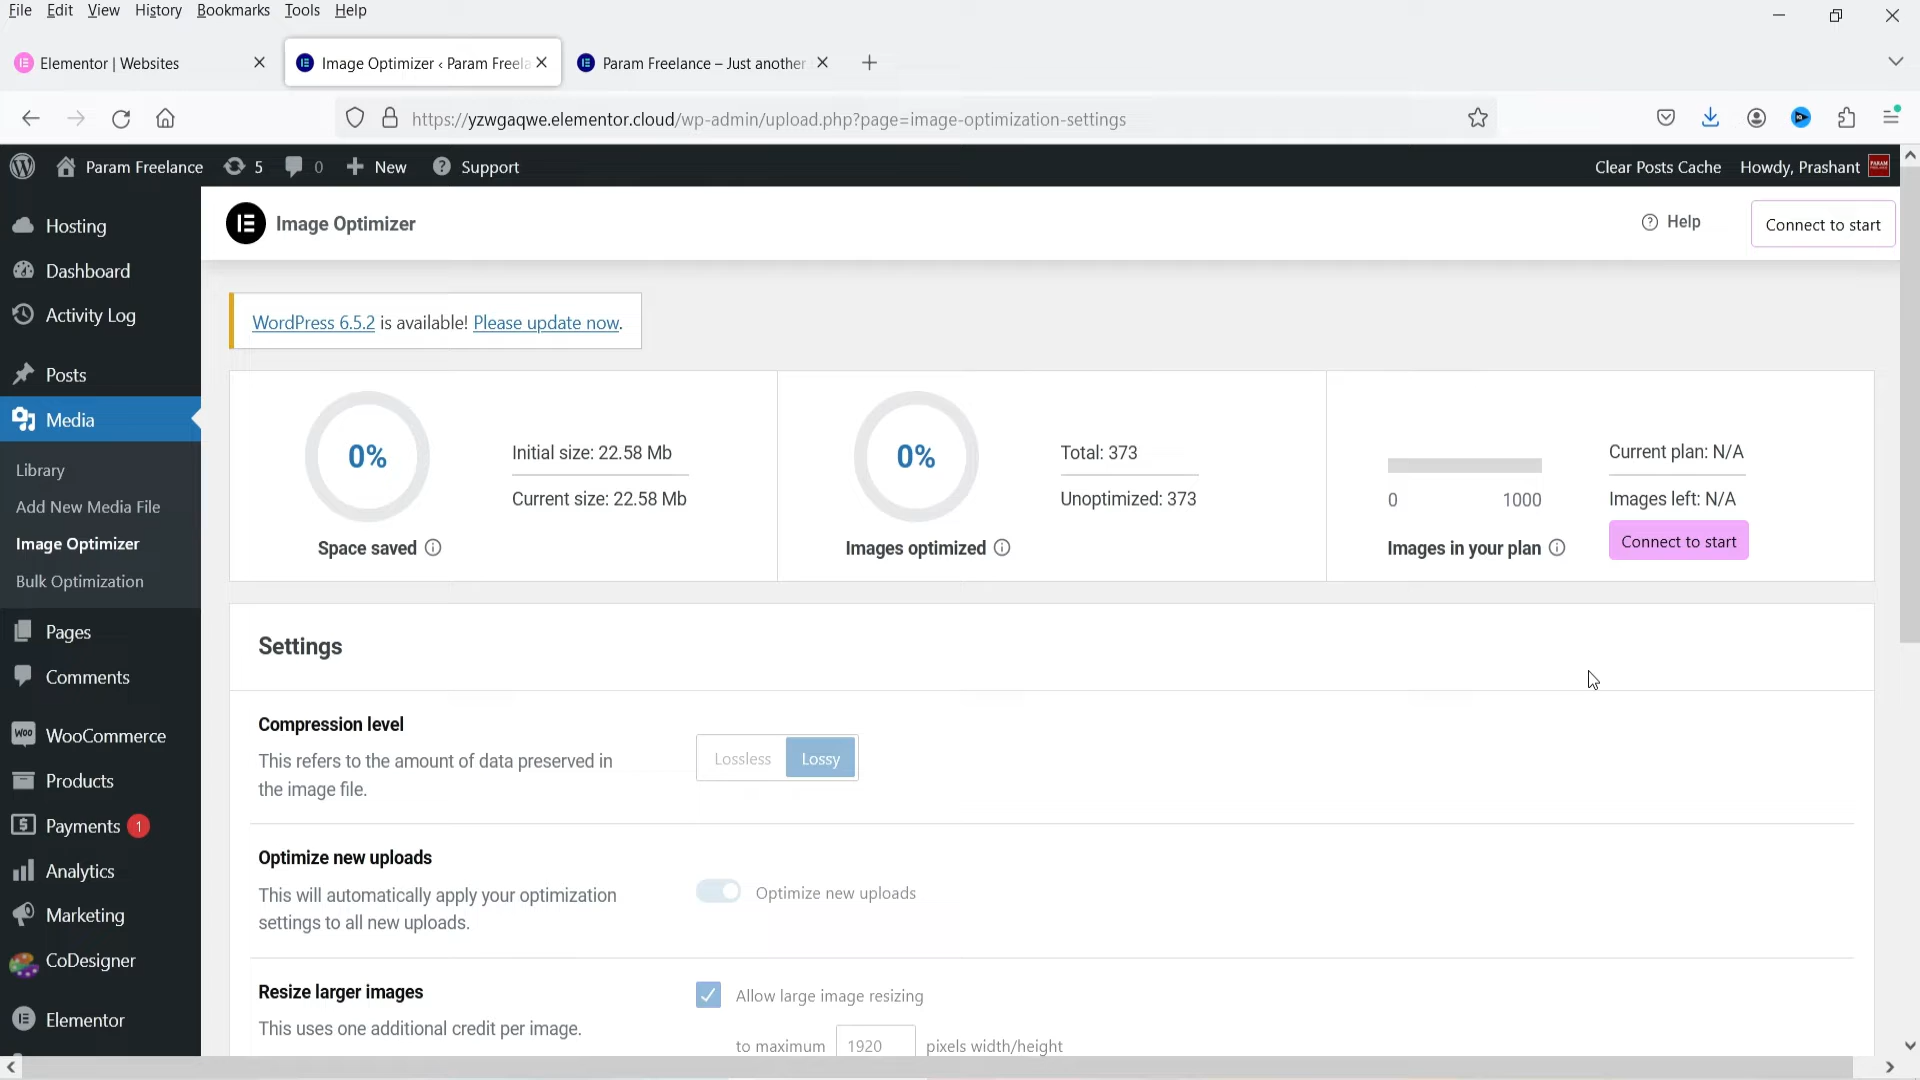 File Edit View History Bookmarks Tools Help
Elementor | Websites
Image Optimizer ‹ Param Freela
Param Freelance – Just another
https://yzwgaqwe.elementor.cloud/wp-admin/upload.php?page=image-optimization-settings
Param Freelance 5 0 New Support
Clear Posts Cache Howdy, Prashant
Hosting
Dashboard
Activity Log
Posts
Media
Library
Add New Media File
Image Optimizer
Bulk Optimization
Pages
Comments
WooCommerce
Products
Payments 1
Analytics
Marketing
CoDesigner
Elementor
Image Optimizer
Help
Connect to start
WordPress 6.5.2 is available! Please update now.
0%
Space saved
Initial size: 22.58 Mb
Current size: 22.58 Mb
0%
Images optimized
Total: 373
Unoptimized: 373
0 1000
Images in your plan
Current plan: N/A
Images left: N/A
Connect to start
Settings
Compression level
This refers to the amount of data preserved in
the image file.
Lossless Lossy
Optimize new uploads
This will automatically apply your optimization
settings to all new uploads.
Optimize new uploads
Resize larger images
This uses one additional credit per image.
Allow large image resizing
to maximum 1920 pixels width/height